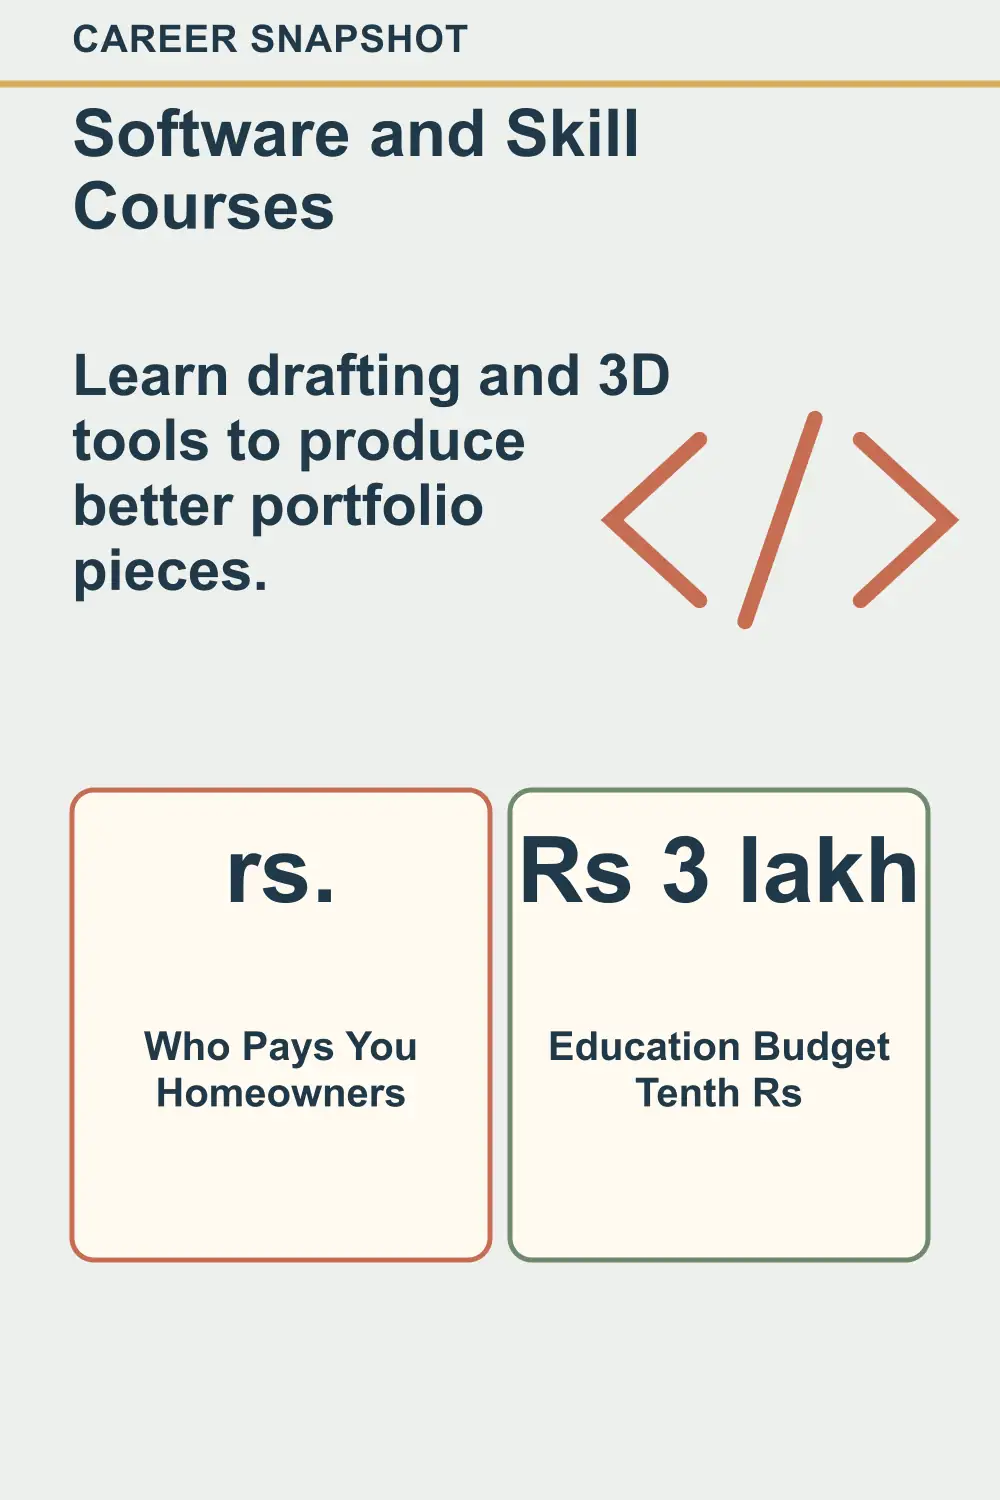 CAREER SNAPSHOT
Software and Skill
Courses
Learn drafting and 3D
tools to produce
better portfolio
pieces.
rs.
Who Pays You
Homeowners
Rs 3 lakh
Education Budget
Tenth Rs